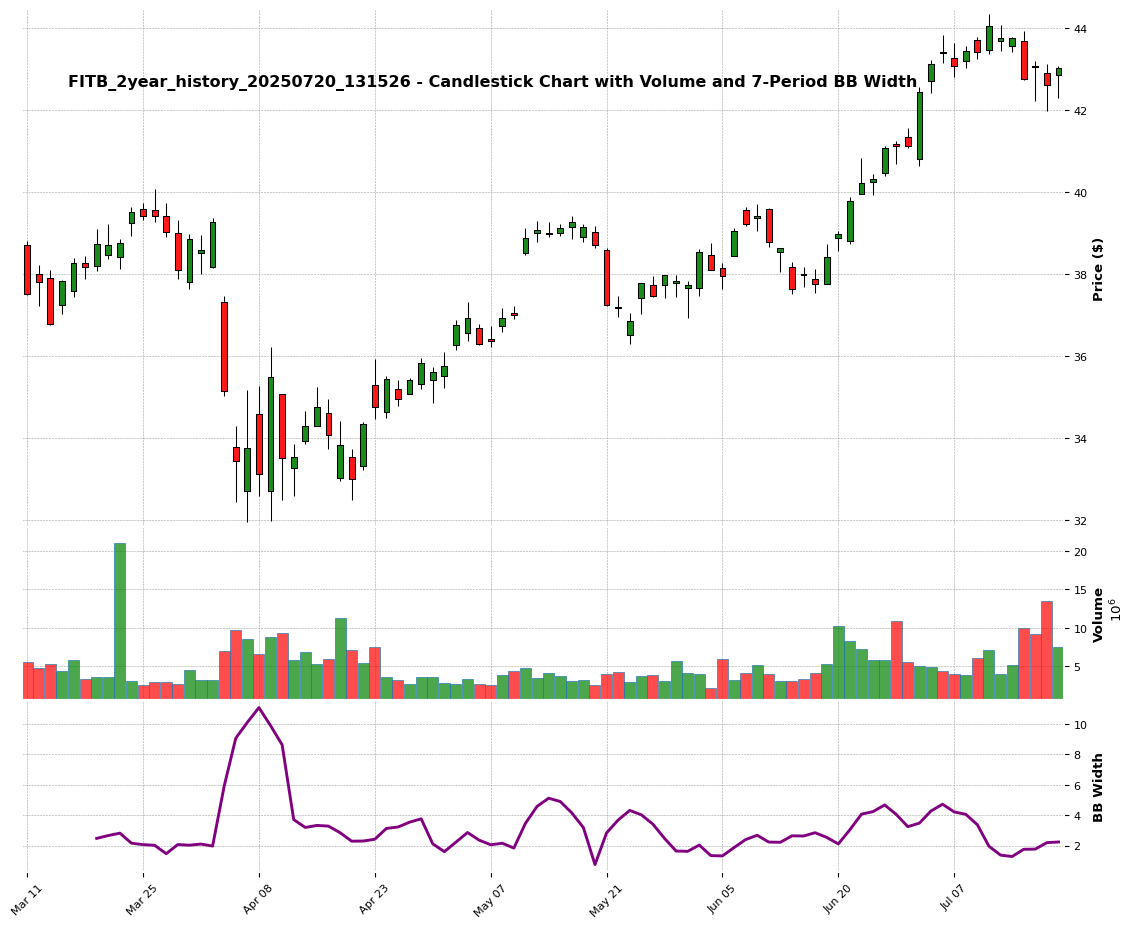 FITB_2year_history_20250720_131526 - Candlestick Chart with Volume and 7-Period BB Width
44
42
40
38
36
34
32
Price ($)
20
15
10
5
Volume
10^6
10
8
6
4
2
BB Width
Mar 11
Mar 25
Apr 08
Apr 23
May 07
May 21
Jun 05
Jun 20
Jul 07